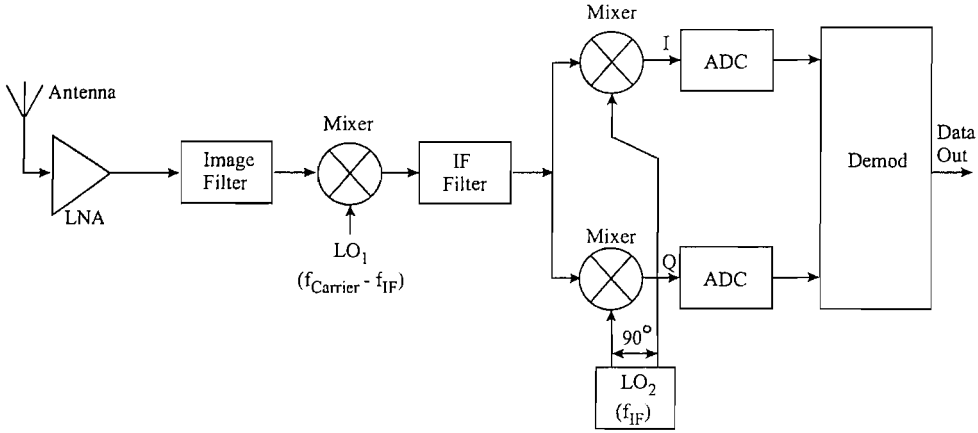 Antenna
LNA
Image
Filter
Mixer
LO1
(fCarrier - fIF)
IF
Filter
Mixer
I
ADC
Mixer
Q
ADC
90°
LO2
(fIF)
Demod
Data
Out